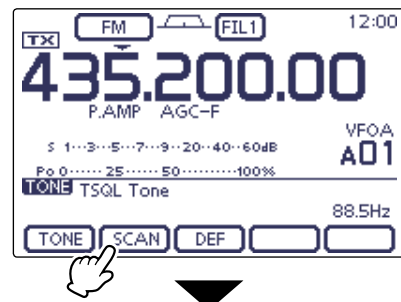 FM FIL1 12:00
TX
435.200.00
P.AMP AGC-F
VFOA
S 1···3···5···7···9··20··40··60dB
A01
Po 0······ 25 ······ 50 ···········100%
TONE TSQL Tone
88.5Hz
TONE SCAN DEF